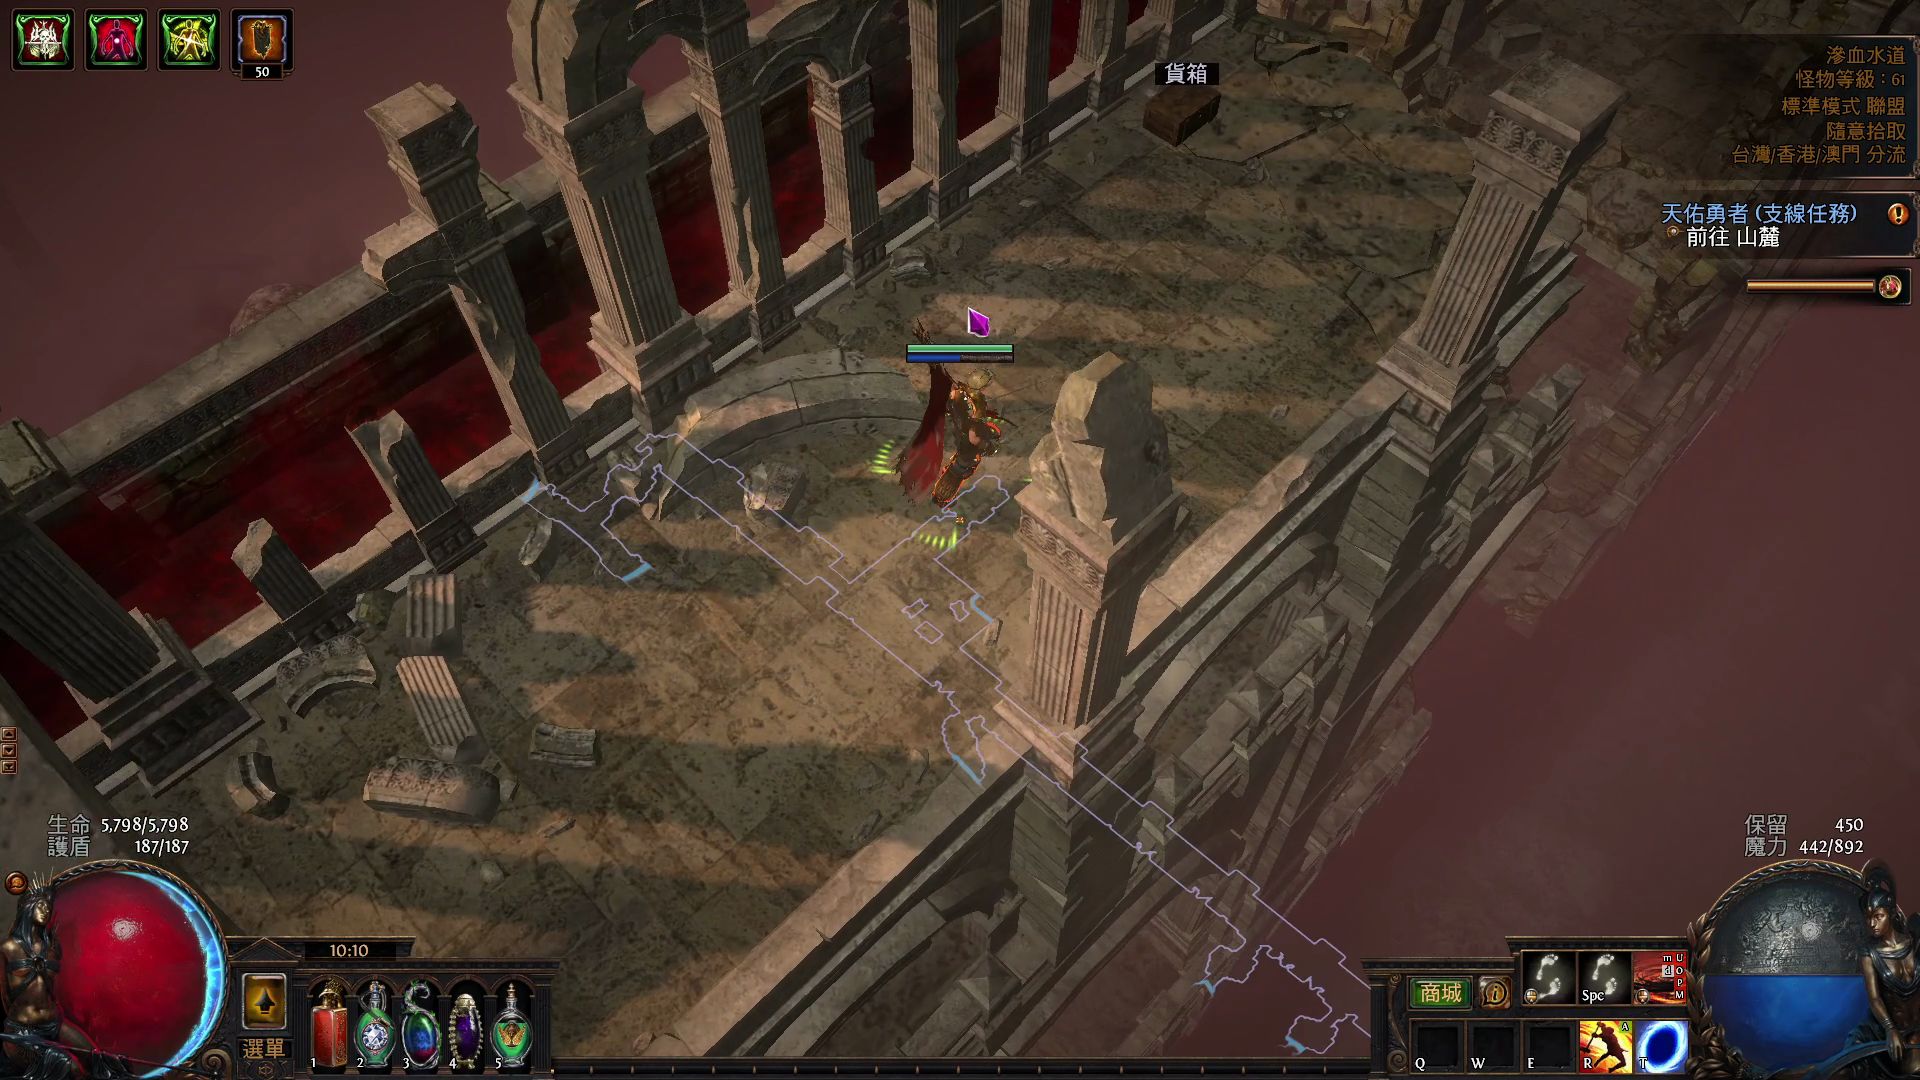 50
貨箱
滲血水道
怪物等級：61
標準模式 聯盟
隨意拾取
台灣/香港/澳門 分流
天佑勇者 (支線任務)
前往 山麓
生命 5,798/5,798
護盾 187/187
保留 450
魔力 442/892
10:10
選單
1 2 3 4 5
商城
Spc
m U
d O
P
M
Q W E R A T